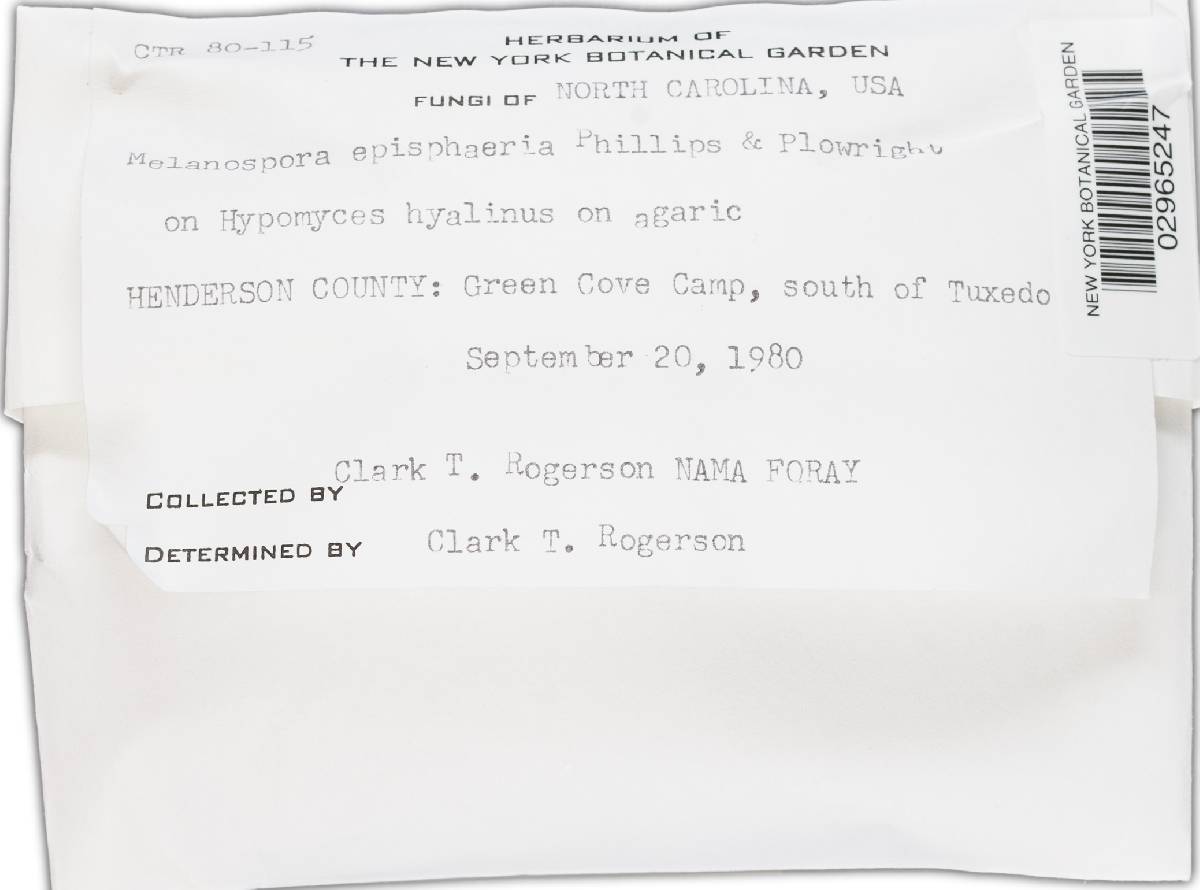 CTR 80-115
HERBARIUM OF
THE NEW YORK BOTANICAL GARDEN
FUNGI OF NORTH CAROLINA, USA
Melanospora episphaeria Phillips & Plowright
on Hypomyces hyalinus on agaric
HENDERSON COUNTY: Green Cove Camp, south of Tuxedo
September 20, 1980
COLLECTED BY Clark T. Rogerson NAMA FORAY
DETERMINED BY Clark T. Rogerson
NEW YORK BOTANICAL GARDEN
02965247